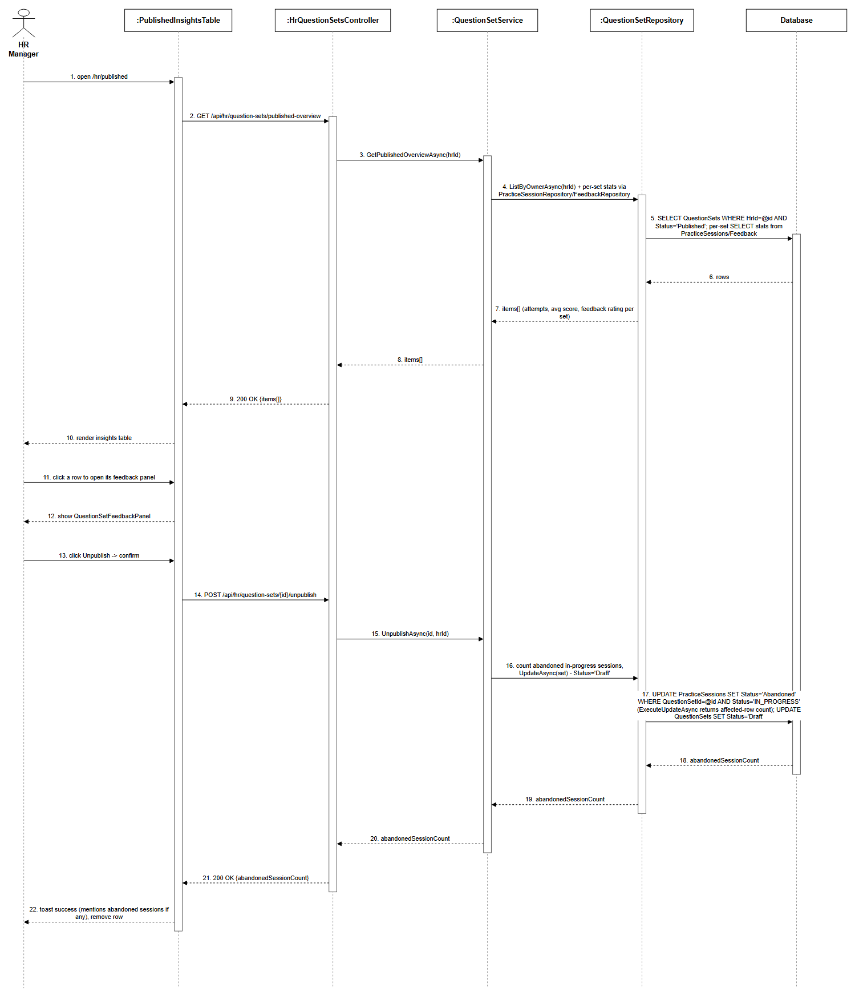 HR
Manager
:PublishedInsightsTable
:HrQuestionSetsController
:QuestionSetService
:QuestionSetRepository
Database
1. open /hr/published
2. GET /api/hr/question-sets/published-overview
3. GetPublishedOverviewAsync(hrId)
4. ListByOwnerAsync(hrId) + per-set stats via
PracticeSessionRepository/FeedbackRepository
5. SELECT QuestionSets WHERE HrId=@id AND
Status='Published'; per-set SELECT stats from
PracticeSessions/Feedback
6. rows
7. items[] (attempts, avg score, feedback rating per
set)
8. items[]
9. 200 OK {items[]}
10. render insights table
11. click a row to open its feedback panel
12. show QuestionSetFeedbackPanel
13. click Unpublish -> confirm
14. POST /api/hr/question-sets/{id}/unpublish
15. UnpublishAsync(id, hrId)
16. count abandoned in-progress sessions,
UpdateAsync(set) - Status='Draft'
17. UPDATE PracticeSessions SET Status='Abandoned'
WHERE QuestionSetId=@id AND Status='IN_PROGRESS'
(ExecuteUpdateAsync returns affected-row count); UPDATE
QuestionSets SET Status='Draft'
18. abandonedSessionCount
19. abandonedSessionCount
20. abandonedSessionCount
21. 200 OK {abandonedSessionCount}
22. toast success (mentions abandoned sessions if
any), remove row